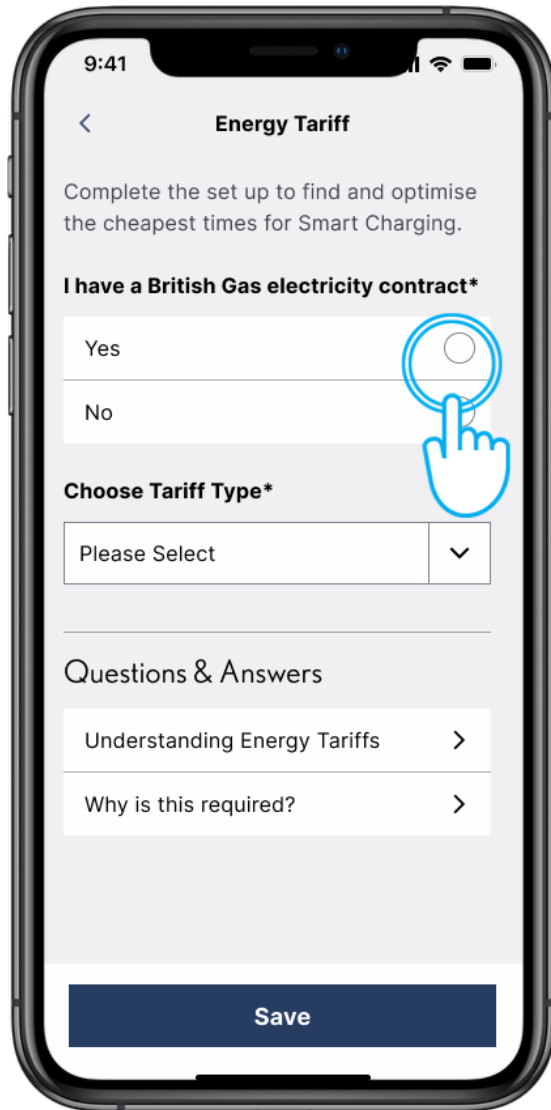 9:41
Energy Tariff
Complete the set up to find and optimise
the cheapest times for Smart Charging.
I have a British Gas electricity contract*
Yes
No
Choose Tariff Type*
Please Select
Questions & Answers
Understanding Energy Tariffs
Why is this required?
Save